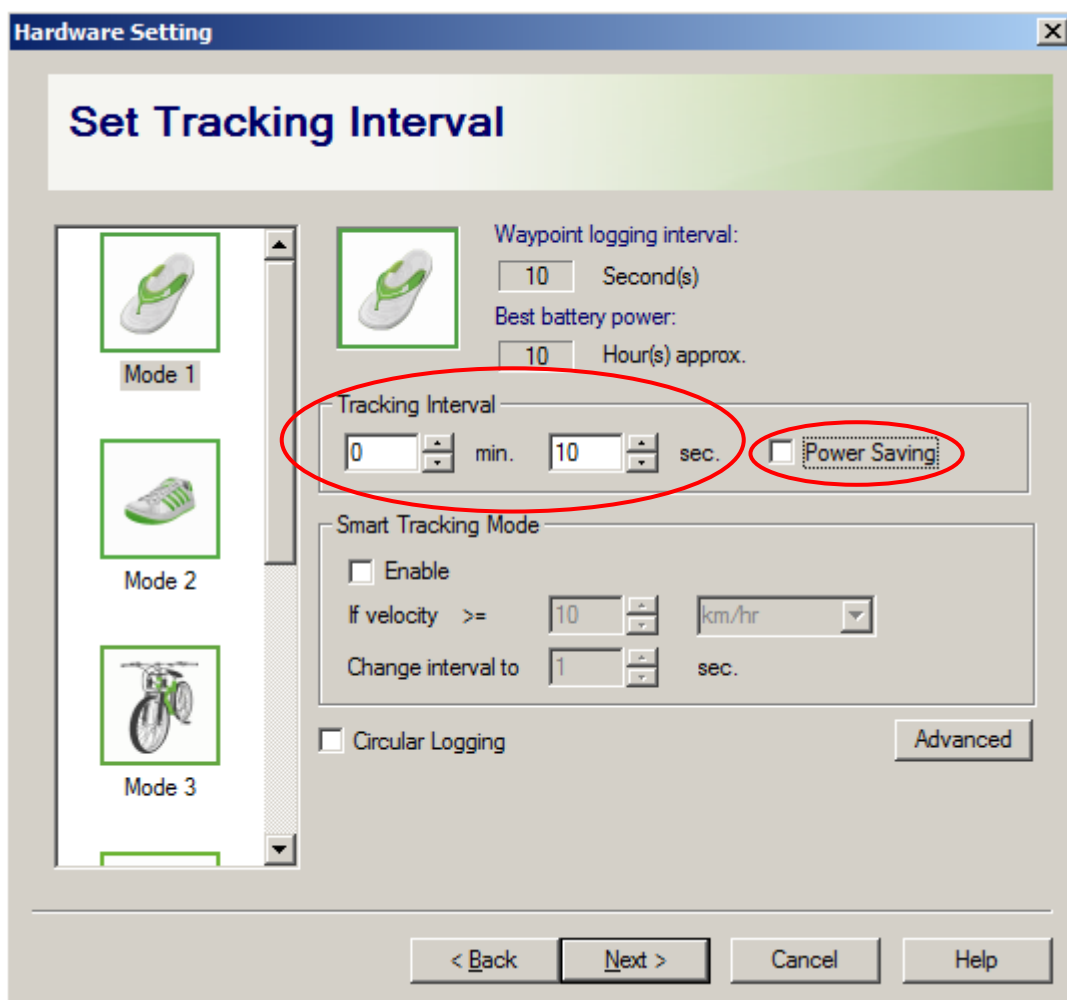 Hardware Setting
Set Tracking Interval
Mode 1
Mode 2
Mode 3
Waypoint logging interval:
10 Second(s)
Best battery power:
10 Hour(s) approx.
Tracking Interval
0 min. 10 sec. Power Saving
Smart Tracking Mode
Enable
If velocity >= 10 km/hr
Change interval to 1 sec.
Circular Logging Advanced
< Back Next > Cancel Help